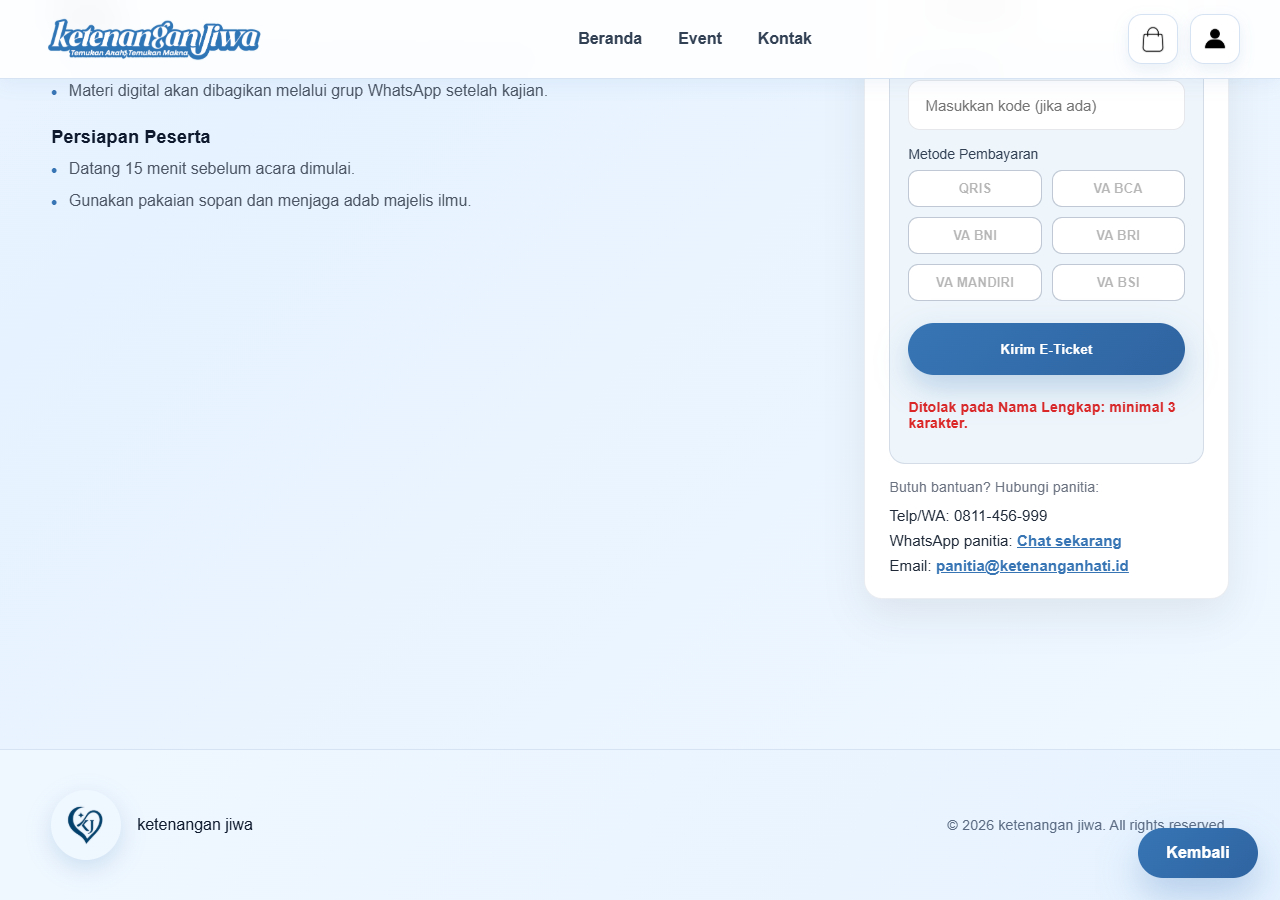 ketenanganJiwa
Temukan Arah, Temukan Makna
Beranda
Event
Kontak
Materi digital akan dibagikan melalui grup WhatsApp setelah kajian.
Persiapan Peserta
Datang 15 menit sebelum acara dimulai.
Gunakan pakaian sopan dan menjaga adab majelis ilmu.
Masukkan kode (jika ada)
Metode Pembayaran
QRIS
VA BCA
VA BNI
VA BRI
VA MANDIRI
VA BSI
Kirim E-Ticket
Ditolak pada Nama Lengkap: minimal 3
karakter.
Butuh bantuan? Hubungi panitia:
Telp/WA: 0811-456-999
WhatsApp panitia: Chat sekarang
Email: panitia@ketenanganhati.id
KJ
ketenangan jiwa
© 2026 ketenangan jiwa. All rights reserved.
Kembali